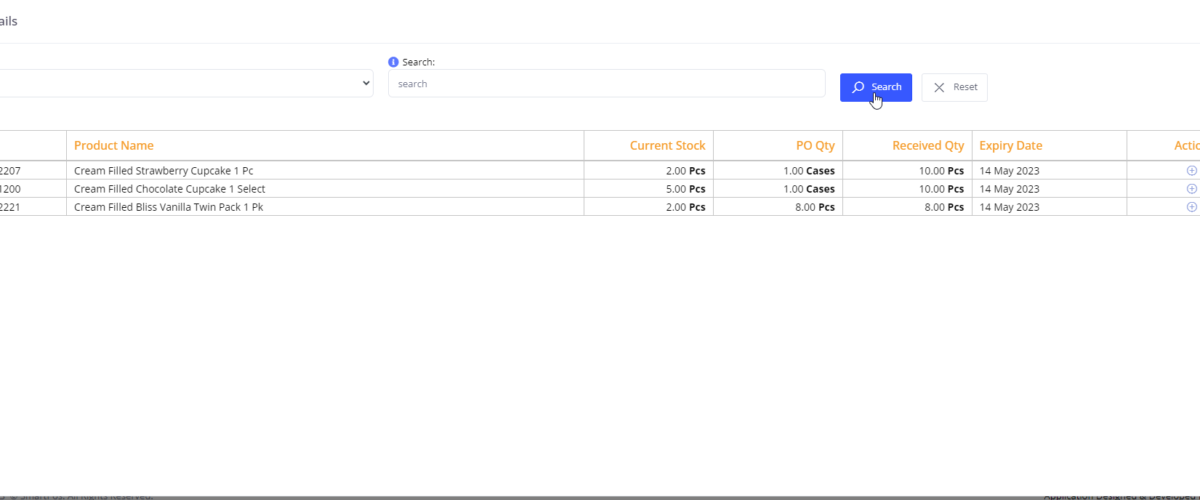 ails
Search:
search
Search
Reset
Product Name Current Stock PO Qty Received Qty Expiry Date Actio
2207 Cream Filled Strawberry Cupcake 1 Pc 2.00 Pcs 1.00 Cases 10.00 Pcs 14 May 2023
1200 Cream Filled Chocolate Cupcake 1 Select 5.00 Pcs 1.00 Cases 10.00 Pcs 14 May 2023
2221 Cream Filled Bliss Vanilla Twin Pack 1 Pk 2.00 Pcs 8.00 Pcs 8.00 Pcs 14 May 2023
All Rights Reserved. Application Designed & Developed